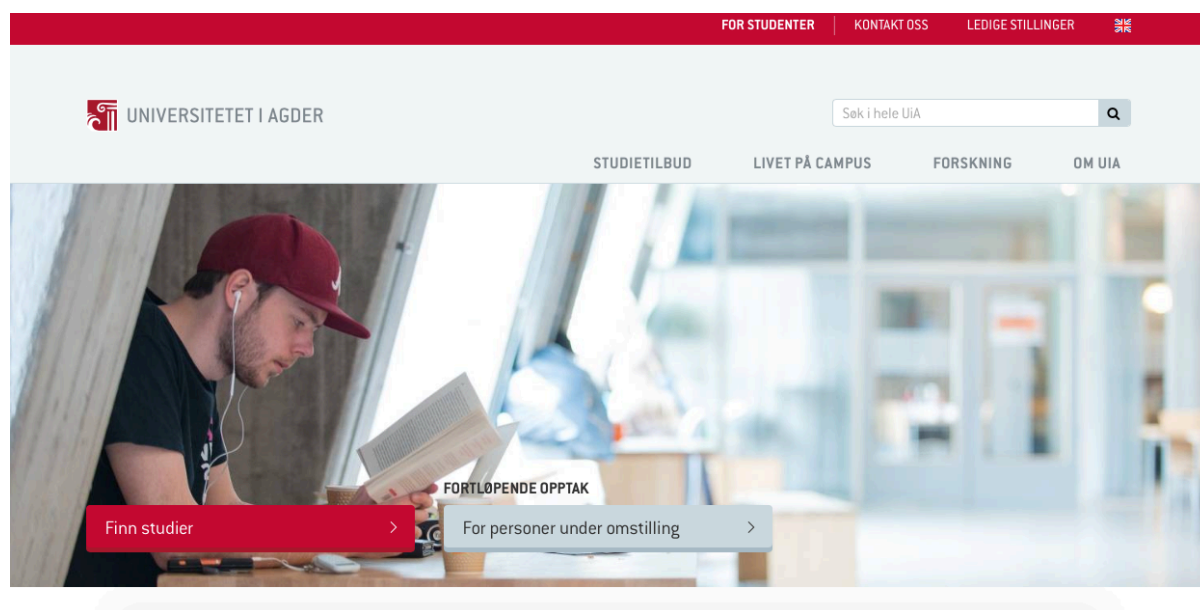 FOR STUDENTER
KONTAKT OSS
LEDIGE STILLINGER
UNIVERSITETET I AGDER
Søk i hele UiA
STUDIETILBUD
LIVET PÅ CAMPUS
FORSKNING
OM UIA
FORTLØPENDE OPPTAK
Finn studier
For personer under omstilling